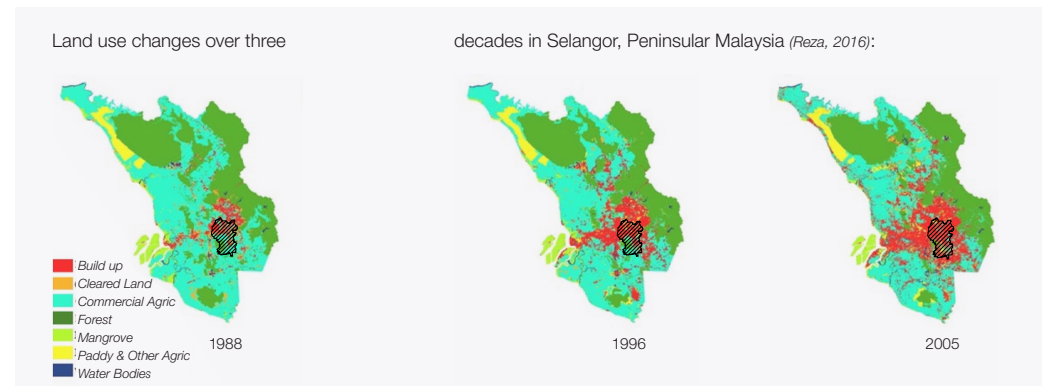 Land use changes over three decades in Selangor, Peninsular Malaysia (Reza, 2016):
Build up
Cleared Land
Commercial Agric
Forest
Mangrove
Paddy & Other Agric
Water Bodies
1988
1996
2005